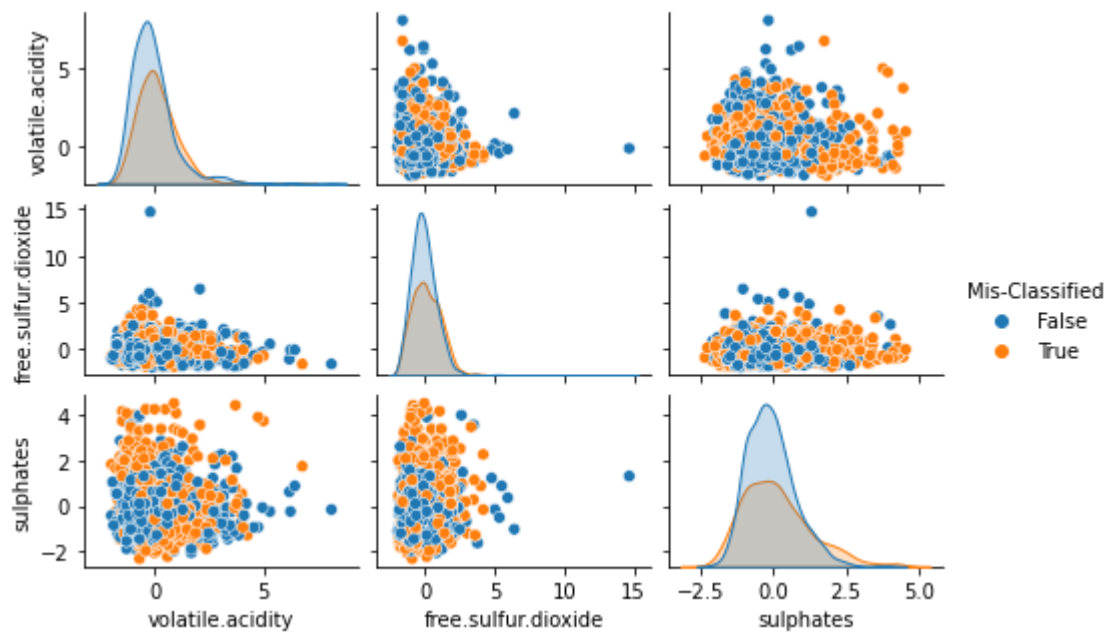 volatile.acidity
5
0
free.sulfur.dioxide
15
10
5
0
Mis-Classified
False
True
sulphates
4
2
0
−2
0 5
0 5 10 15
−2.5 0.0 2.5 5.0
volatile.acidity
free.sulfur.dioxide
sulphates